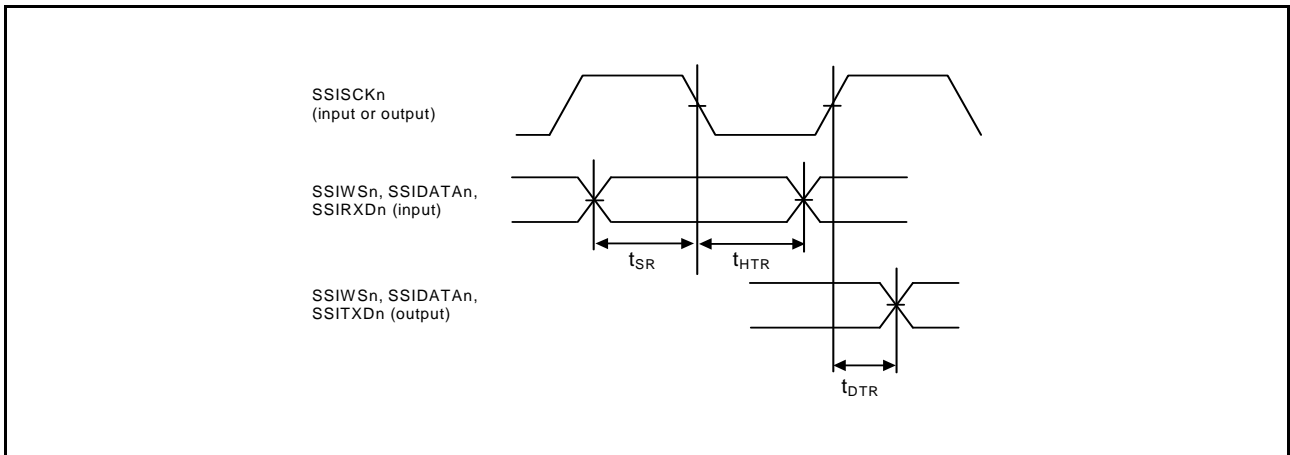 SSISCKn
(input or output)
SSIWSn, SSIDATAn,
SSIRXDn (input)
tSR
tHTR
SSIWSn, SSIDATAn,
SSITXDn (output)
tDTR